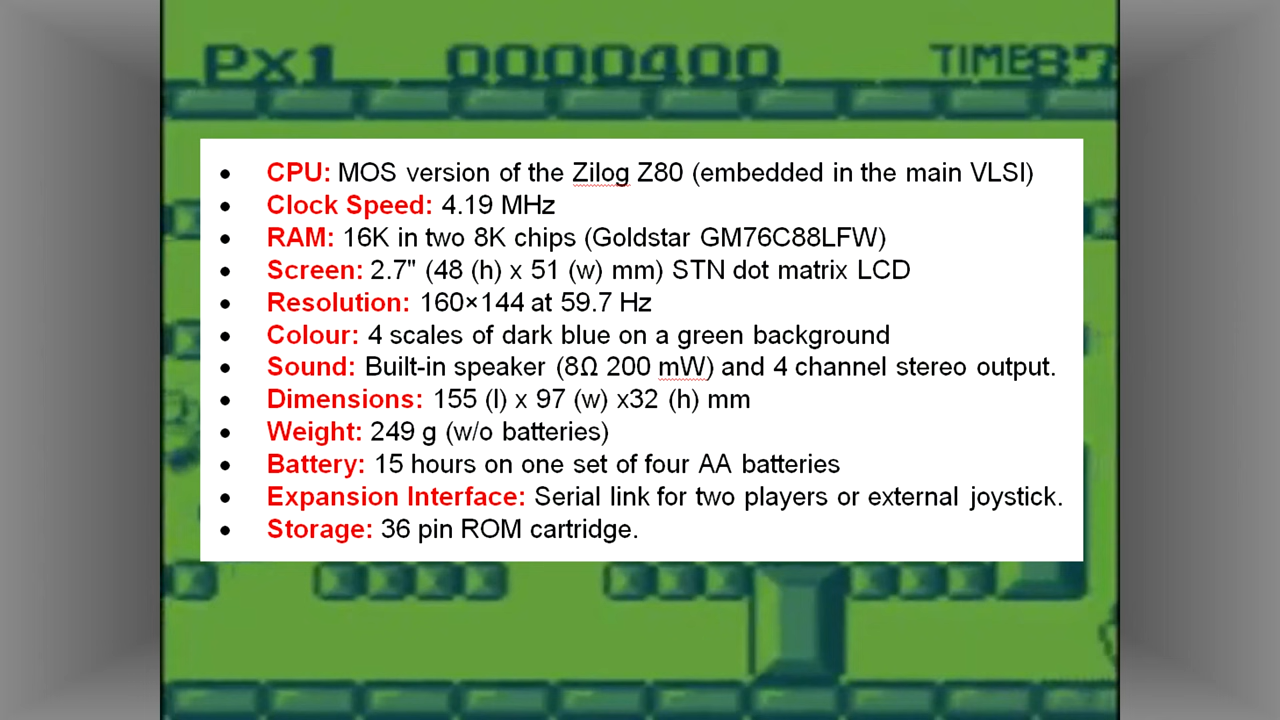 Px1 0000400 TIME87
• CPU: MOS version of the Zilog Z80 (embedded in the main VLSI)
• Clock Speed: 4.19 MHz
• RAM: 16K in two 8K chips (Goldstar GM76C88LFW)
• Screen: 2.7" (48 (h) x 51 (w) mm) STN dot matrix LCD
• Resolution: 160×144 at 59.7 Hz
• Colour: 4 scales of dark blue on a green background
• Sound: Built-in speaker (8Ω 200 mW) and 4 channel stereo output.
• Dimensions: 155 (l) x 97 (w) x32 (h) mm
• Weight: 249 g (w/o batteries)
• Battery: 15 hours on one set of four AA batteries
• Expansion Interface: Serial link for two players or external joystick.
• Storage: 36 pin ROM cartridge.